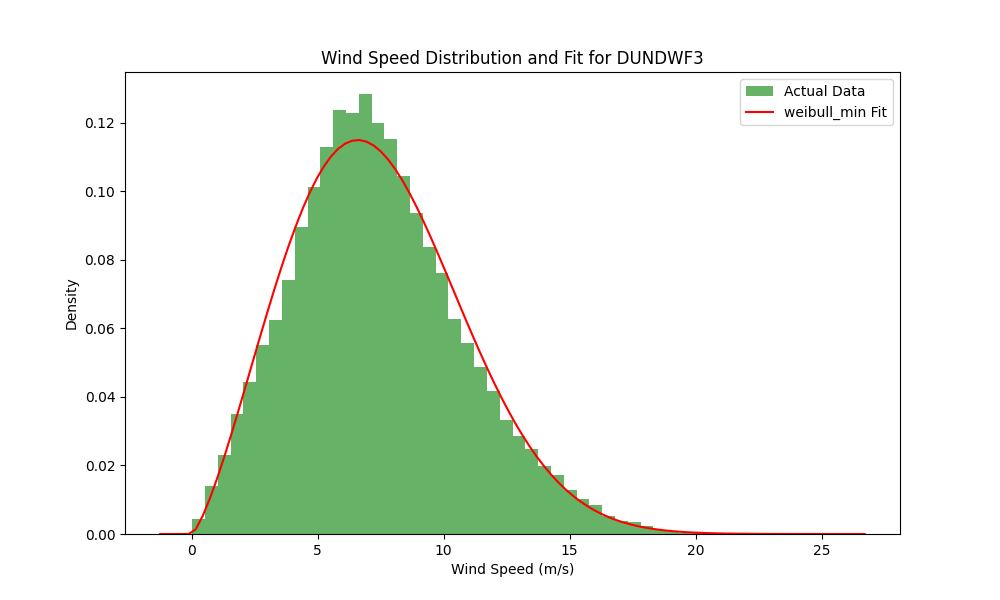 Wind Speed Distribution and Fit for DUNDWF3
Actual Data
weibull_min Fit
Density
0.12
0.10
0.08
0.06
0.04
0.02
0.00
0 5 10 15 20 25
Wind Speed (m/s)